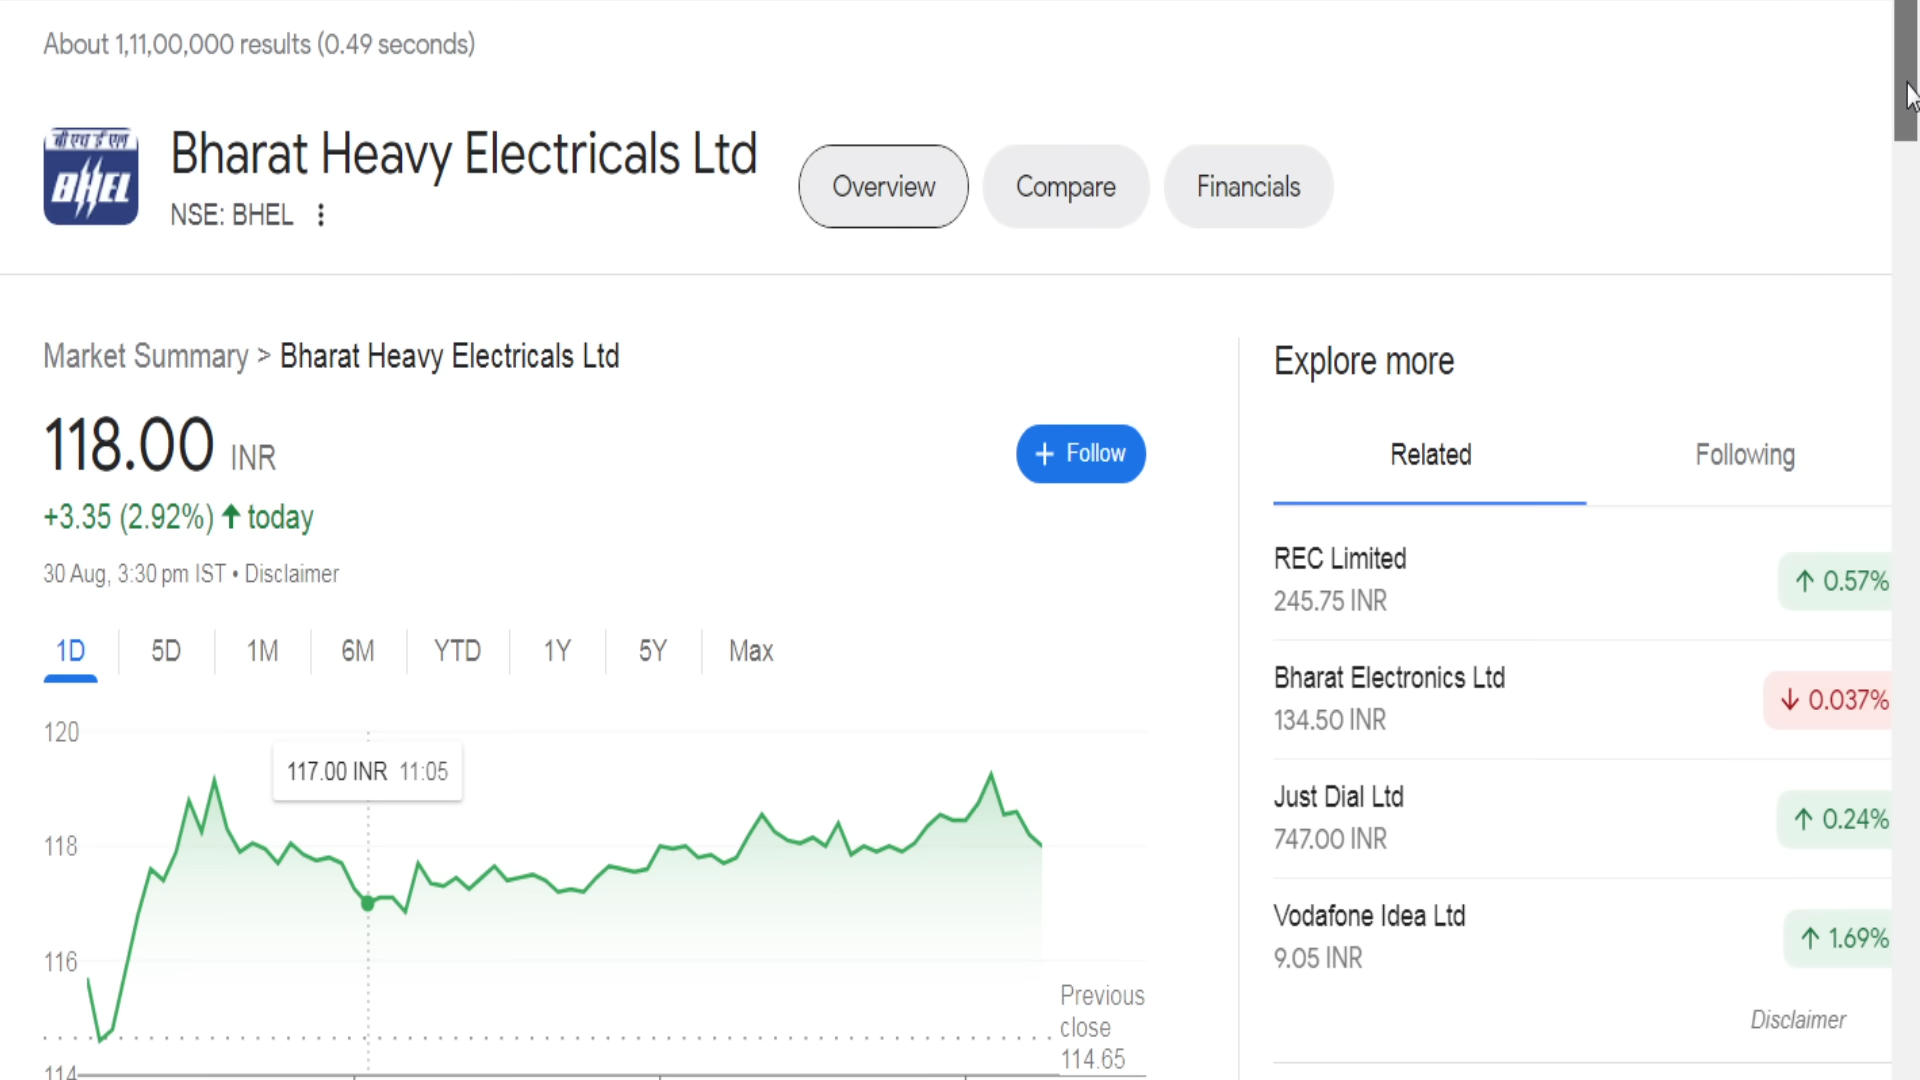 About 1,11,00,000 results (0.49 seconds)
बी एच ई एल
BHEL
Bharat Heavy Electricals Ltd
NSE: BHEL
Overview
Compare
Financials
Market Summary > Bharat Heavy Electricals Ltd
118.00 INR
+ Follow
+3.35 (2.92%) ↑ today
30 Aug, 3:30 pm IST • Disclaimer
1D 5D 1M 6M YTD 1Y 5Y Max
120
117.00 INR 11:05
118
116
114
Previous
close
114.65
Explore more
Related Following
REC Limited
245.75 INR
↑ 0.57%
Bharat Electronics Ltd
134.50 INR
↓ 0.037%
Just Dial Ltd
747.00 INR
↑ 0.24%
Vodafone Idea Ltd
9.05 INR
↑ 1.69%
Disclaimer